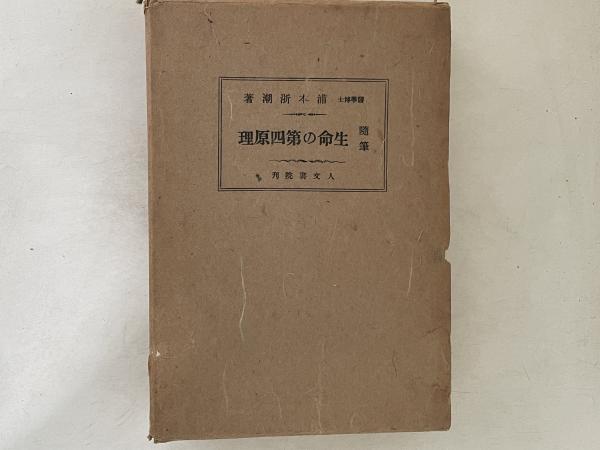 醫學博士 浦本浙潮著
隨筆
生命の第四原理
人文書院刊